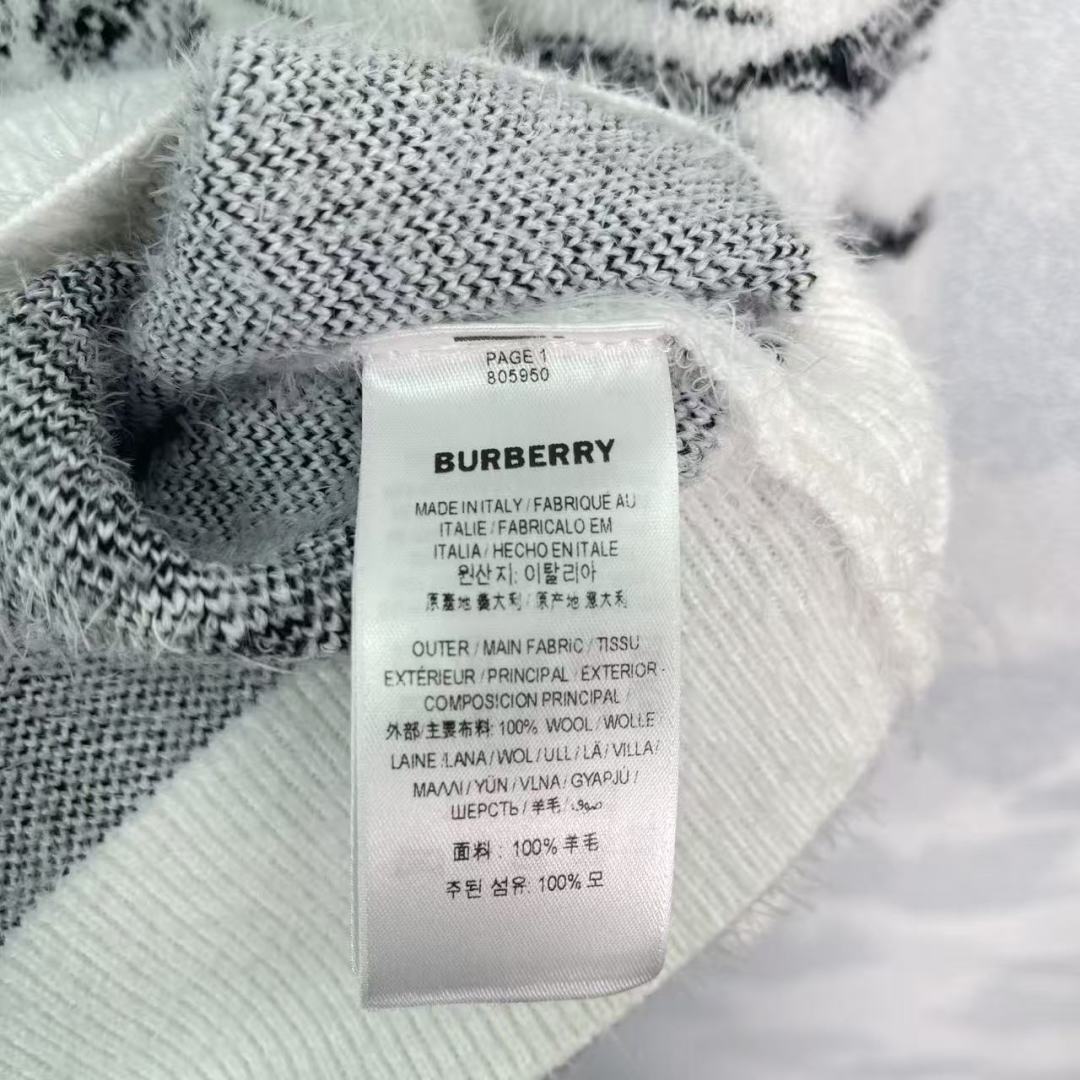 PAGE 1
805950
BURBERRY
MADE IN ITALY / FABRIQUÉ AU
ITALIE / FABRICALO EM
ITALIA / HECHO EN ITALE
원산지: 이탈리아
原產地 義大利 / 原产地 意大利
OUTER / MAIN FABRIC / TISSU
EXTÉRIEUR / PRINCIPAL / EXTERIOR -
COMPOSICION PRINCIPAL /
外部/主要布料: 100% WOOL / WOLLE /
LAINE / LANA / WOL / ULL / LÃ / VILLA /
ΜΑΛΛΙ / YÜN / VLNA / GYAPJÚ /
ШЕРСТЬ / 羊毛 / صوف
面料 : 100% 羊毛
주된 섬유: 100% 모